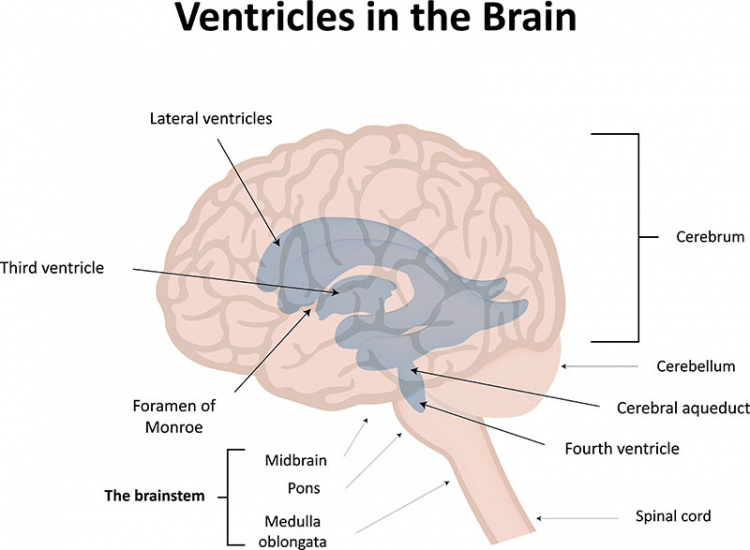 Ventricles in the Brain
Lateral ventricles
Third ventricle
Cerebrum
Cerebellum
Foramen of
Monroe
Cerebral aqueduct
Fourth ventricle
Midbrain
The brainstem
Pons
Medulla
oblongata
Spinal cord